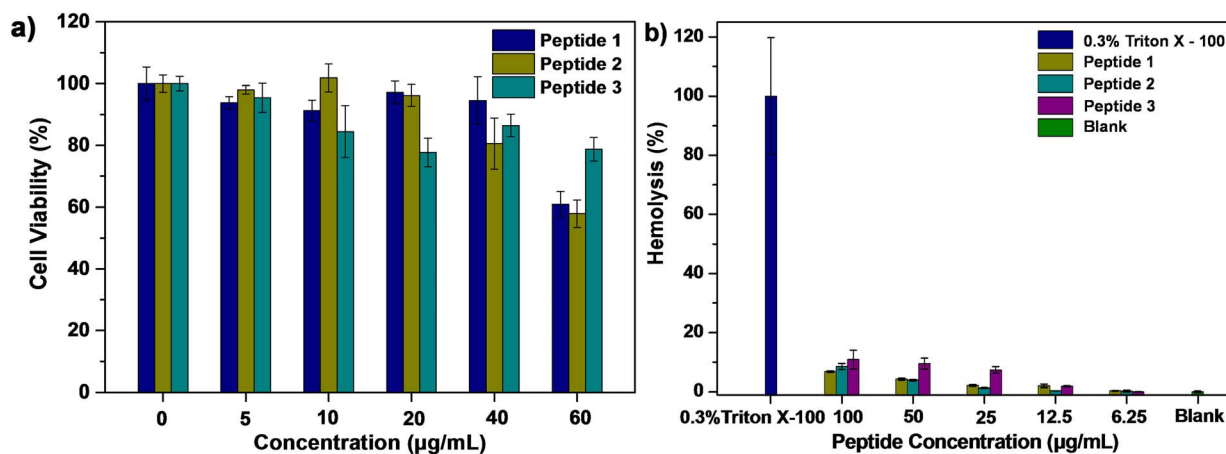 a)
Cell Viability (%)
120
100
80
60
40
20
0
Peptide 1
Peptide 2
Peptide 3
0 5 10 20 40 60
Concentration (µg/mL)
b)
Hemolysis (%)
120
100
80
60
40
20
0
0.3% Triton X - 100
Peptide 1
Peptide 2
Peptide 3
Blank
0.3%Triton X-100 100 50 25 12.5 6.25 Blank
Peptide Concentration (µg/mL)